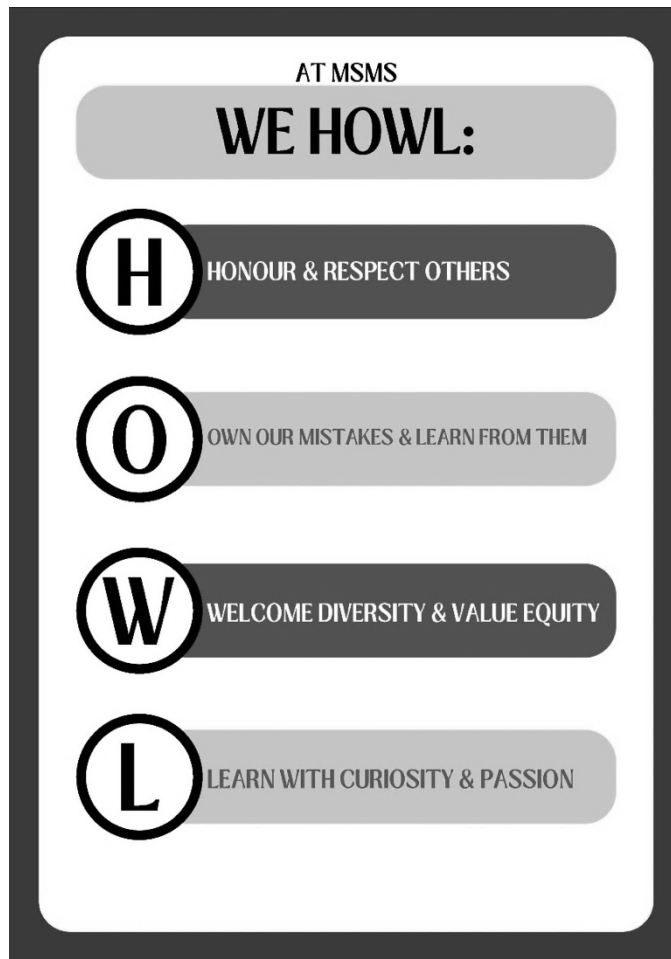 AT MSMS
WE HOWL:
H HONOUR & RESPECT OTHERS
O OWN OUR MISTAKES & LEARN FROM THEM
W WELCOME DIVERSITY & VALUE EQUITY
L LEARN WITH CURIOSITY & PASSION